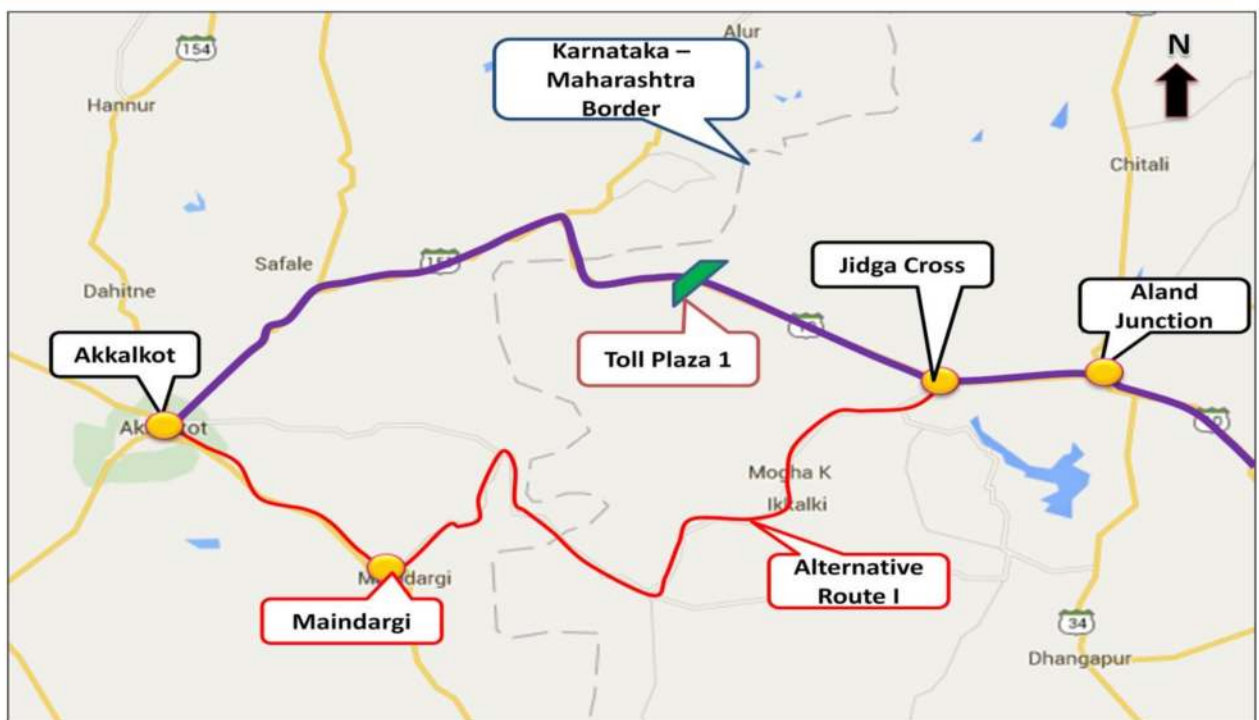 Alur
154
Karnataka –
Maharashtra
Border
N
Hannur
Chitali
Safale
Jidga Cross
Dahitne
Aland
Junction
Akkalkot
Toll Plaza 1
Mogha K
Ikkalki
Alternative
Route I
Maindargi
34
Dhangapur